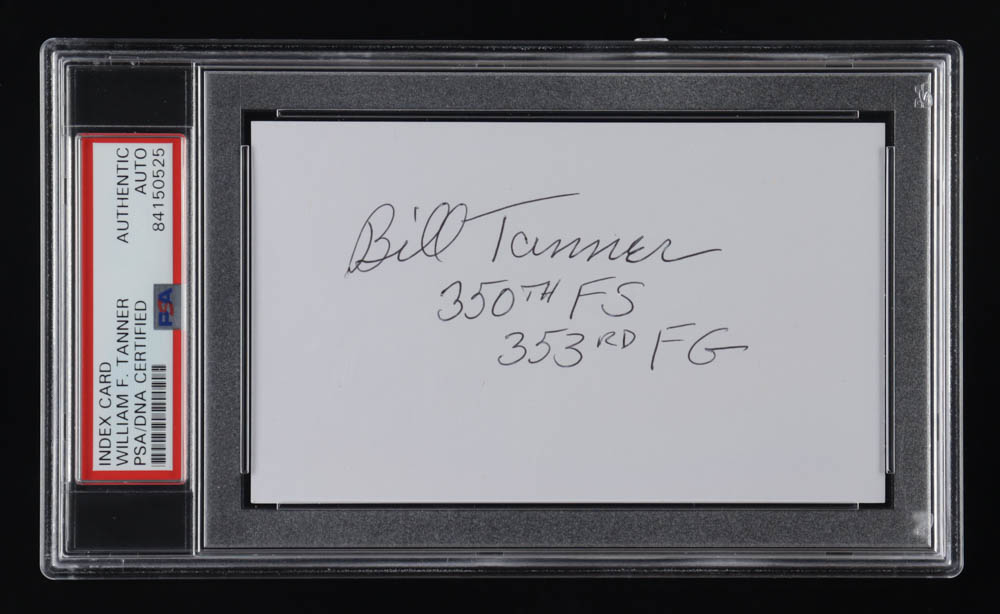 INDEX CARD
WILLIAM F. TANNER
PSA/DNA CERTIFIED
AUTHENTIC
AUTO
84150525
PSA
Bill Tanner
350TH FS
353RD FG